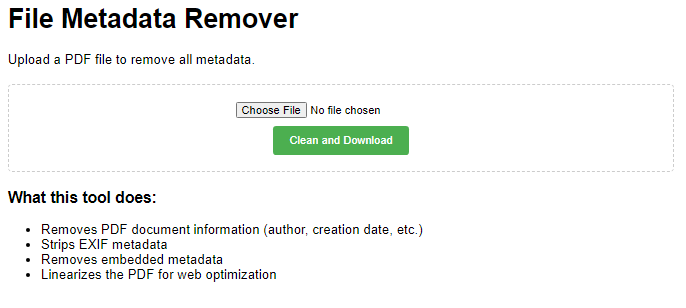 File Metadata Remover
Upload a PDF file to remove all metadata.
Choose File No file chosen
Clean and Download
What this tool does:
Removes PDF document information (author, creation date, etc.)
Strips EXIF metadata
Removes embedded metadata
Linearizes the PDF for web optimization